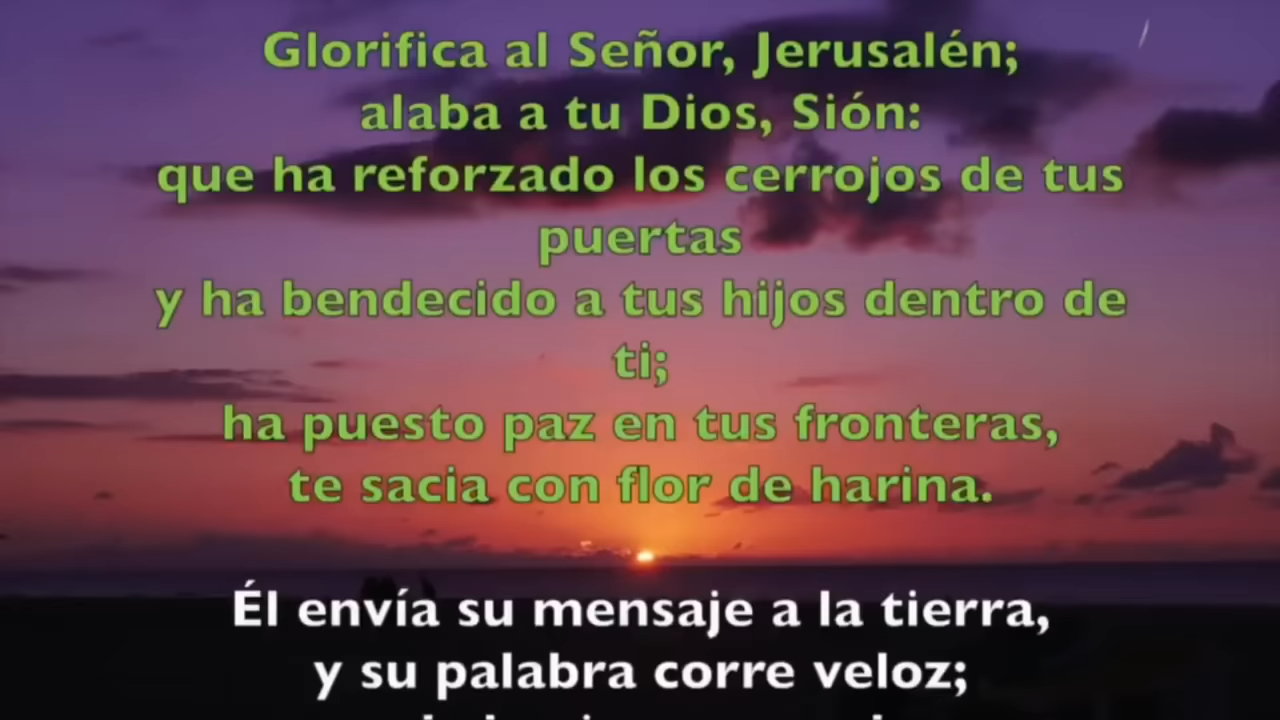 Glorifica al Señor, Jerusalén;
alaba a tu Dios, Sión:
que ha reforzado los cerrojos de tus
puertas
y ha bendecido a tus hijos dentro de
ti;
ha puesto paz en tus fronteras,
te sacia con flor de harina.
Él envía su mensaje a la tierra,
y su palabra corre veloz;